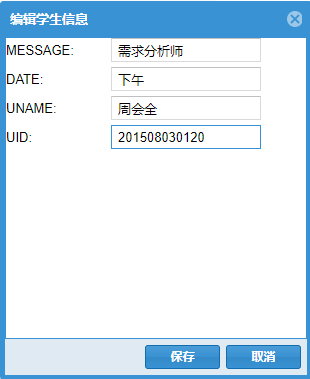 编辑学生信息
MESSAGE: 需求分析师
DATE: 下午
UNAME: 周会全
UID: 201508030120
保存 取消